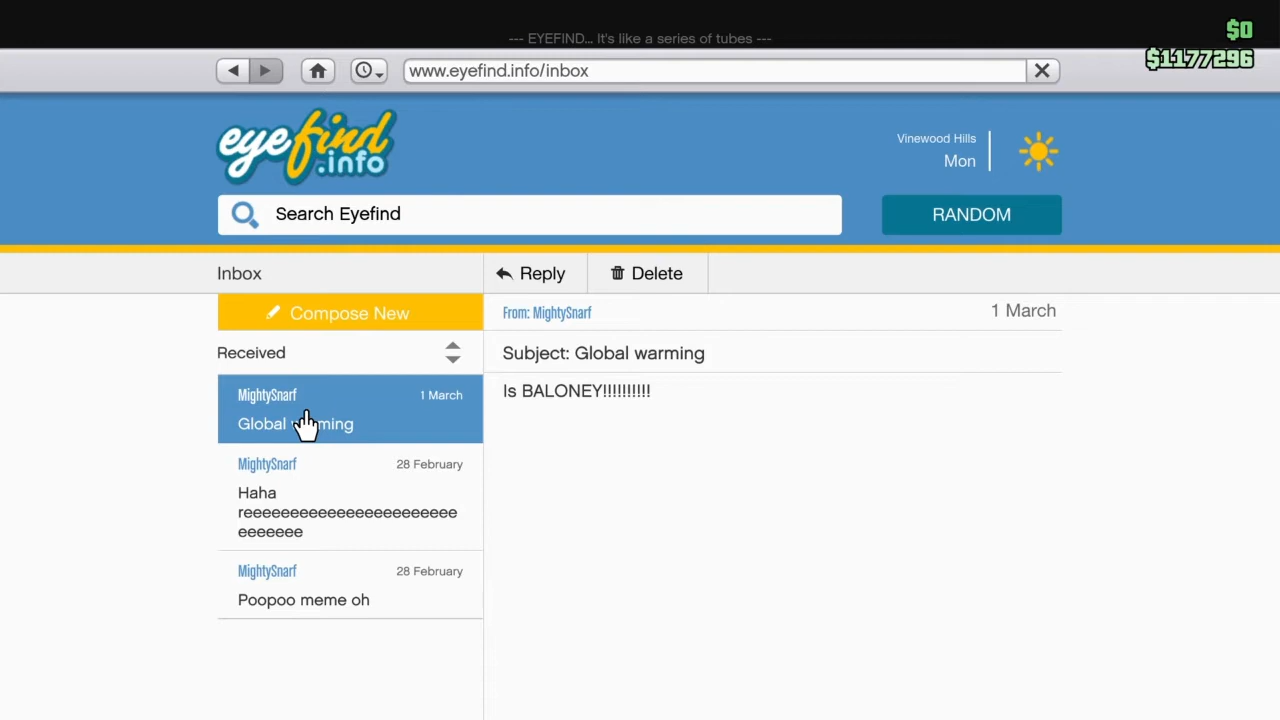 --- EYEFIND... It's like a series of tubes ---
$0
$1177296
www.eyefind.info/inbox
eyefind.info
Vinewood Hills
Mon
Search Eyefind
RANDOM
Inbox
Reply
Delete
Compose New
From: MightySnarf
1 March
Received
Subject: Global warming
MightySnarf
1 March
Is BALONEY!!!!!!!!!!
Global
ming
MightySnarf
28 February
Haha
reeeeeeeeeeeeeeeeeeeeeee
eeeeeee
MightySnarf
28 February
Poopoo meme oh